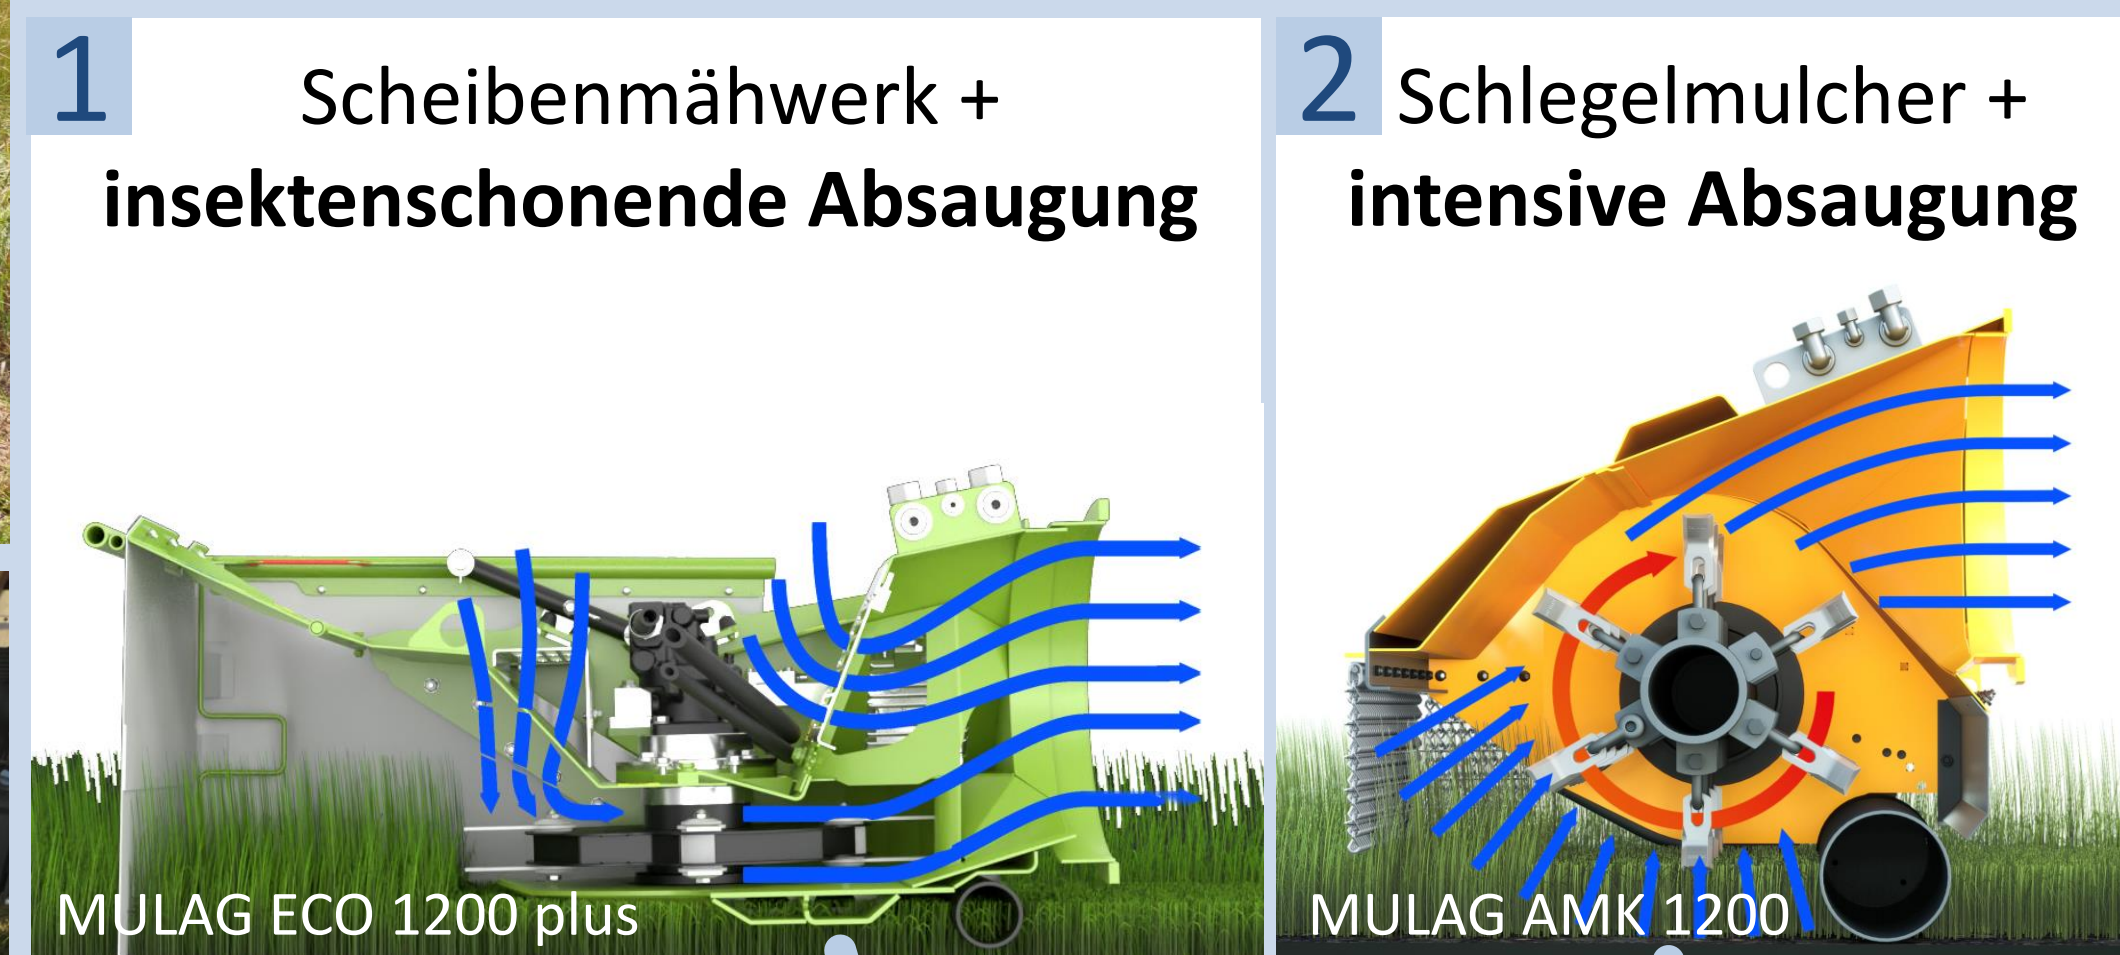 1
Scheibenmähwerk +
insektenschonende Absaugung
MULAG ECO 1200 plus
2
Schlegelmulcher +
intensive Absaugung
MULAG AMK 1200